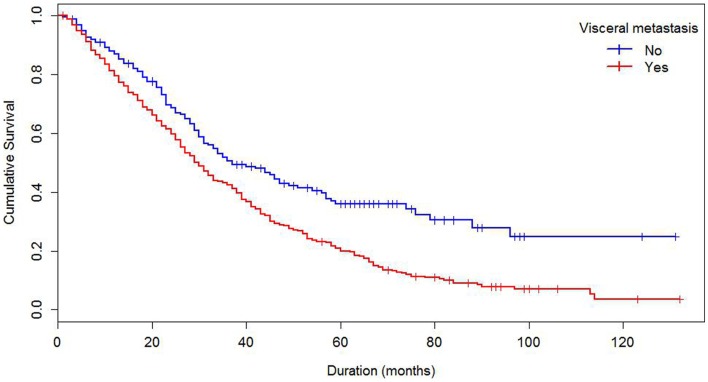 Visceral metastasis
No
Yes
Cumulative Survival
1.0
0.8
0.6
0.4
0.2
0.0
0 20 40 60 80 100 120
Duration (months)